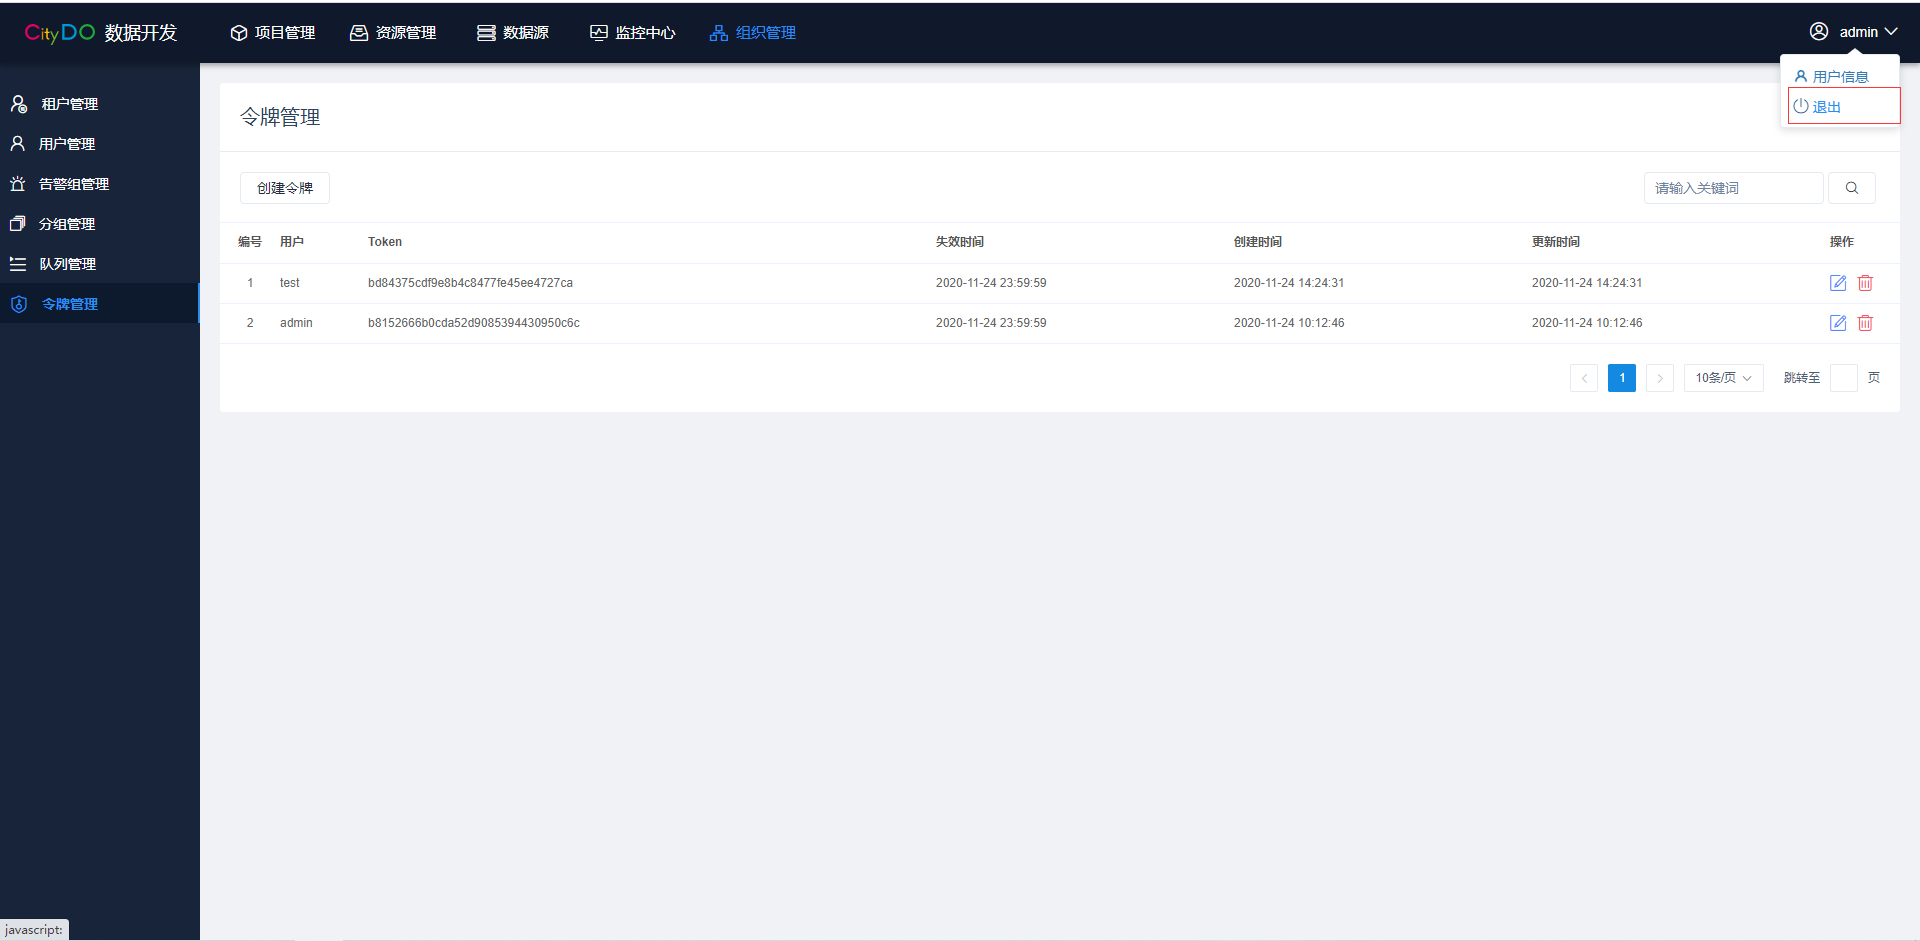 CityDO 数据开发 项目管理 资源管理 数据源 监控中心 组织管理 admin
用户信息
退出
租户管理
用户管理
告警组管理
分组管理
队列管理
令牌管理
令牌管理
创建令牌 请输入关键词
编号 用户 Token 失效时间 创建时间 更新时间 操作
1 test bd84375cdf9e8b4c8477fe45ee4727ca 2020-11-24 23:59:59 2020-11-24 14:24:31 2020-11-24 14:24:31
2 admin b8152666b0cda52d9085394430950c6c 2020-11-24 23:59:59 2020-11-24 10:12:46 2020-11-24 10:12:46
1 10条/页 跳转至 页
javascript: